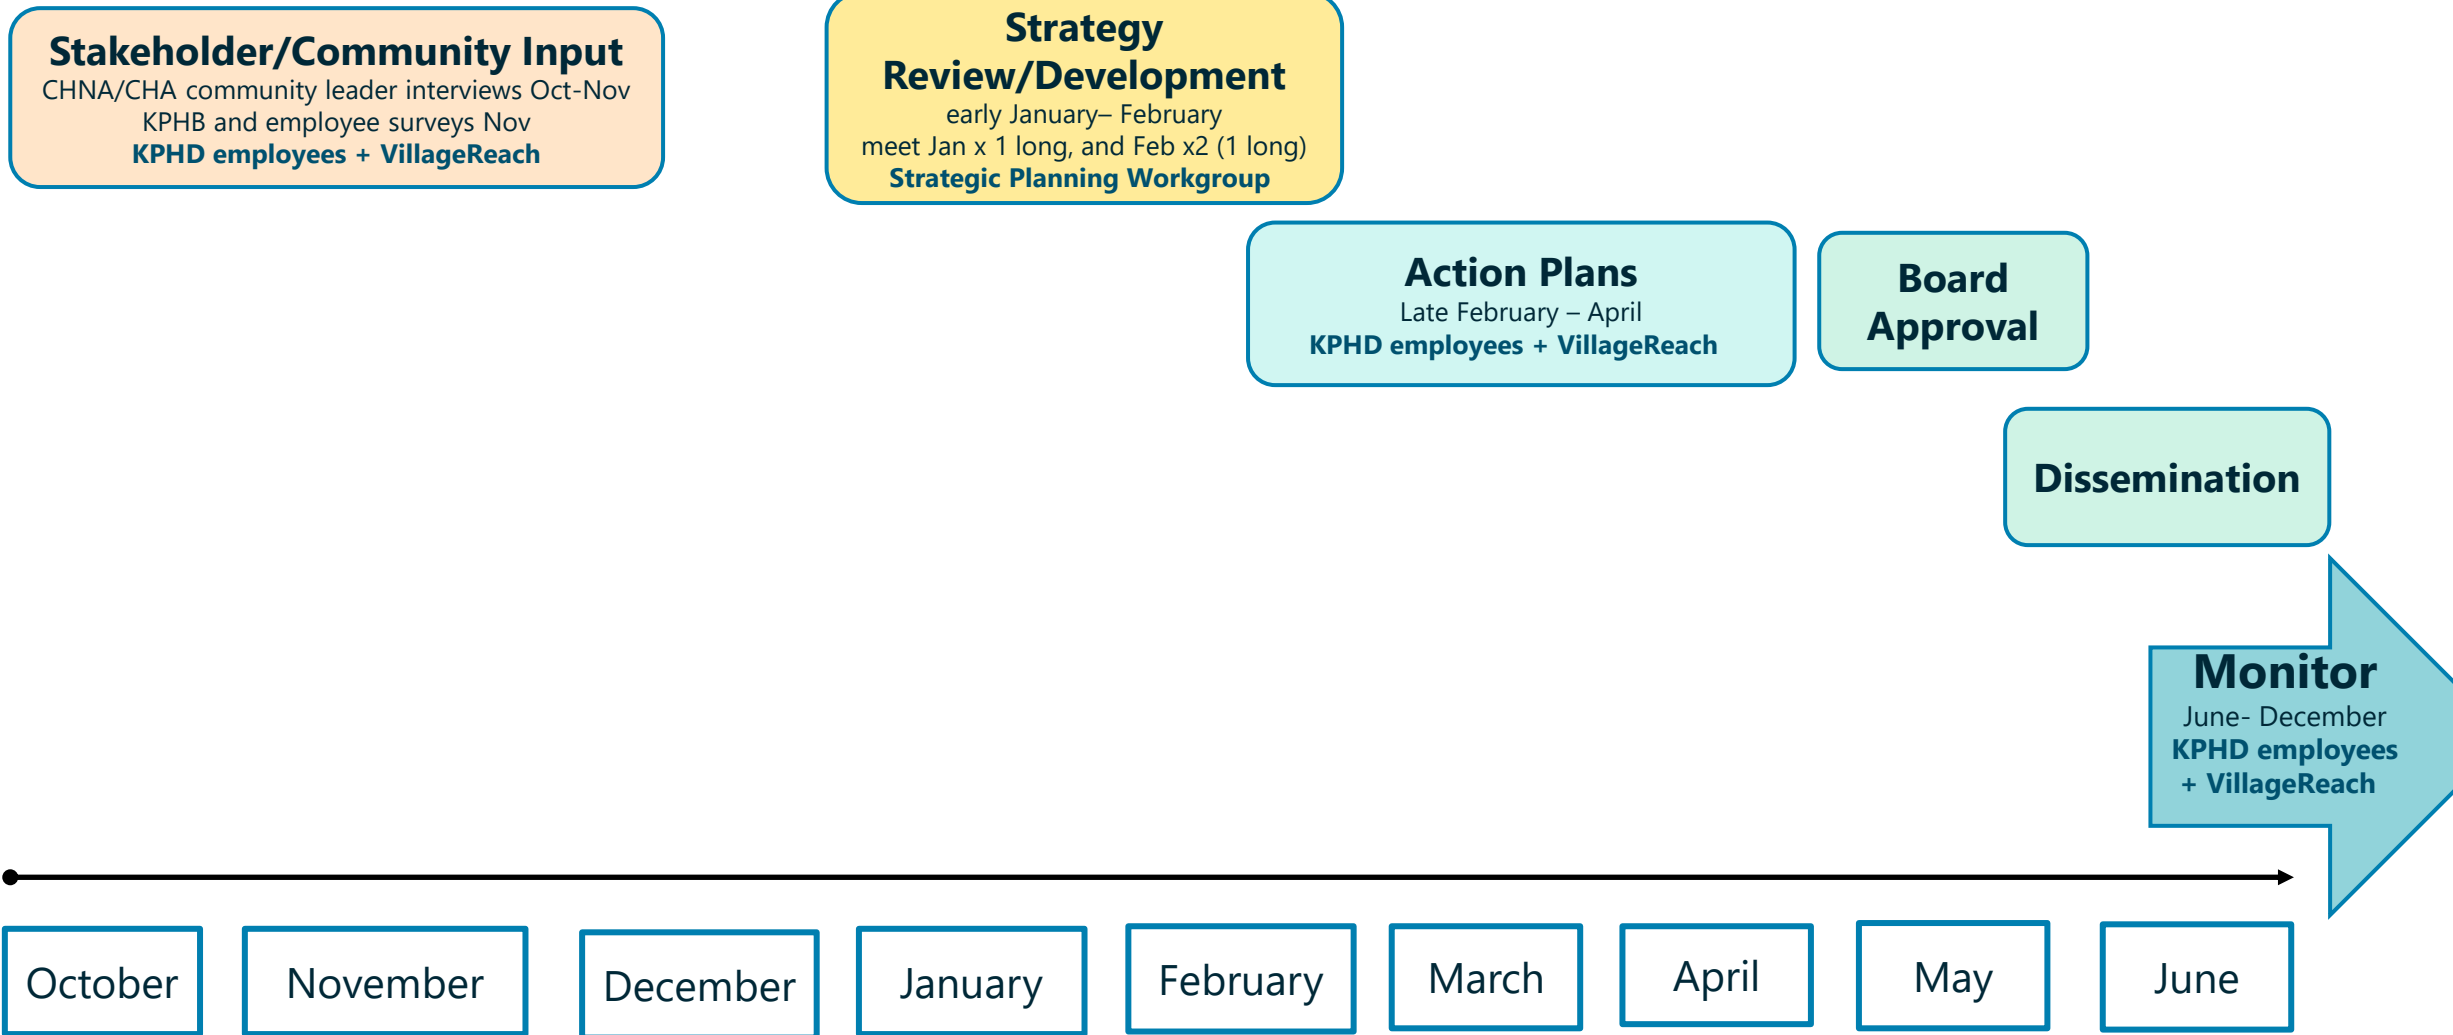 Stakeholder/Community Input
CHNA/CHA community leader interviews Oct-Nov
KPHB and employee surveys Nov
KPHD employees + VillageReach
Strategy
Review/Development
early January– February
meet Jan x 1 long, and Feb x2 (1 long)
Strategic Planning Workgroup
Action Plans
Late February – April
KPHD employees + VillageReach
Board
Approval
Dissemination
Monitor
June- December
KPHD employees
+ VillageReach
October
November
December
January
February
March
April
May
June